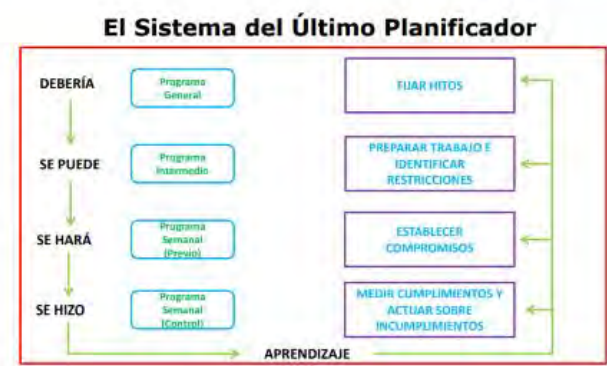 El Sistema del Último Planificador
DEBERÍA
Programa
General
FIJAR HITOS
SE PUEDE
Programa
Intermedio
PREPARAR TRABAJO E
IDENTIFICAR
RESTRICCIONES
SE HARÁ
Programa
Semanal
(Previo)
ESTABLECER
COMPROMISOS
SE HIZO
Programa
Semanal
(Control)
MEDIR CUMPLIMIENTOS Y
ACTUAR SOBRE
INCUMPLIMIENTOS
APRENDIZAJE